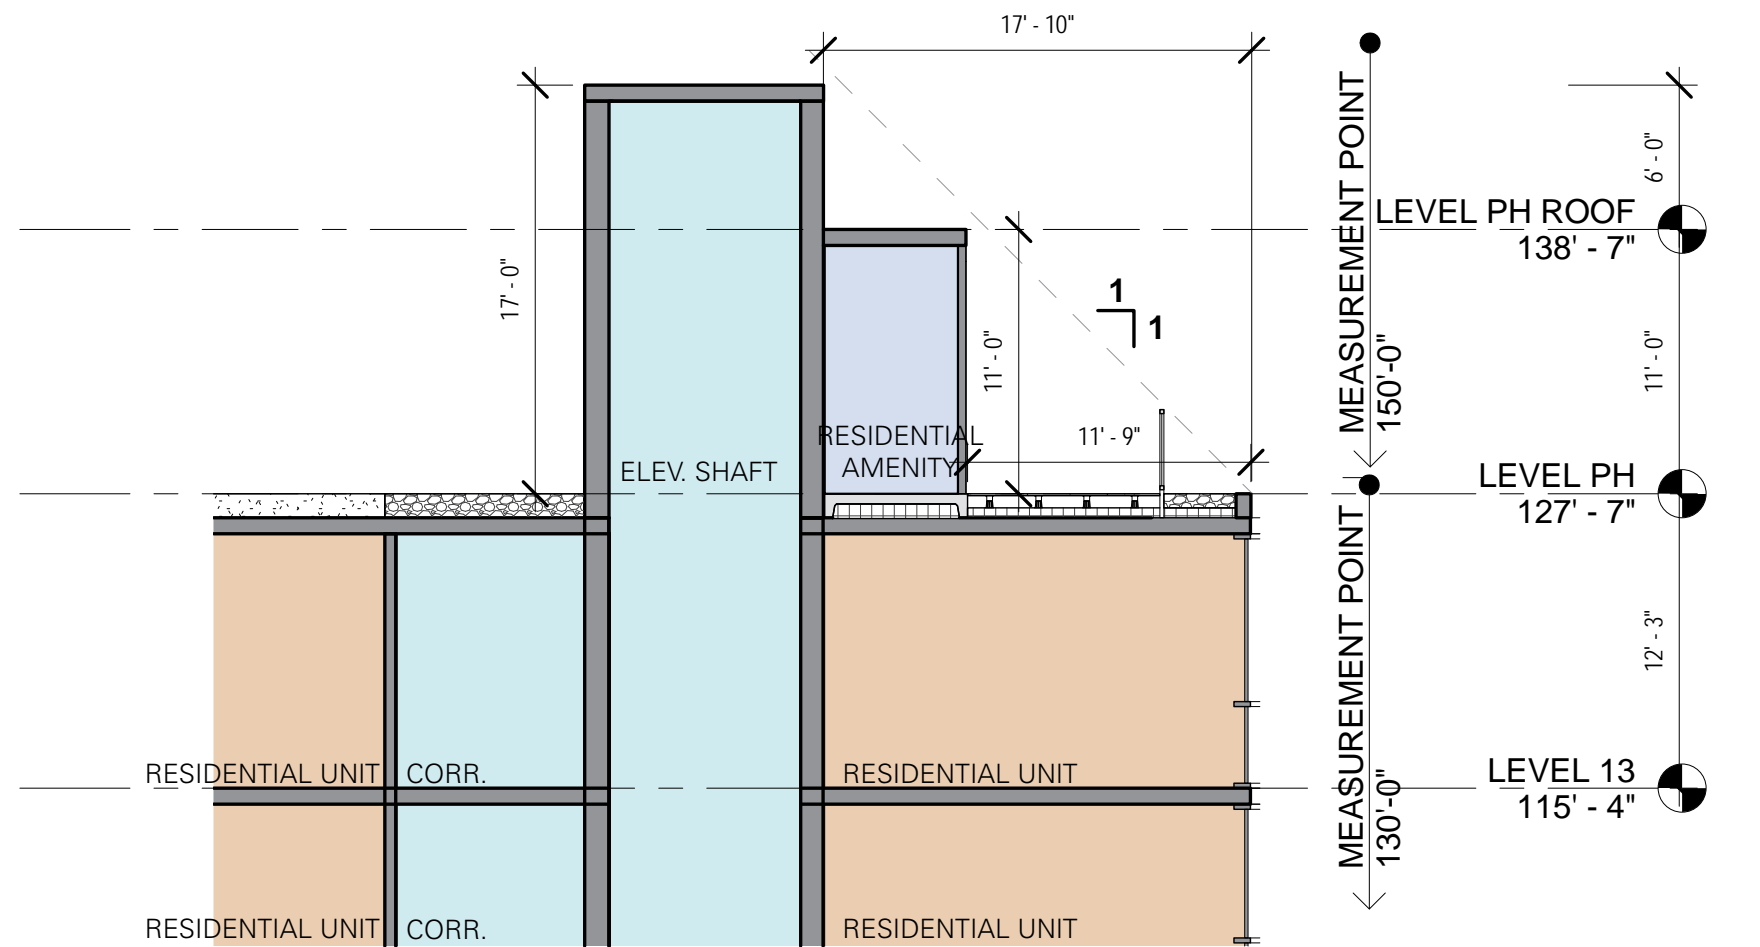 17' - 10"
6' - 0"
LEVEL PH ROOF
138' - 7"
MEASUREMENT POINT
150'-0"
17' - 0"
1
1
11' - 0"
11' - 0"
RESIDENTIAL
AMENITY
11' - 9"
ELEV. SHAFT
LEVEL PH
127' - 7"
MEASUREMENT POINT
130'-0"
12' - 3"
RESIDENTIAL UNIT
CORR.
RESIDENTIAL UNIT
LEVEL 13
115' - 4"
RESIDENTIAL UNIT
CORR.
RESIDENTIAL UNIT